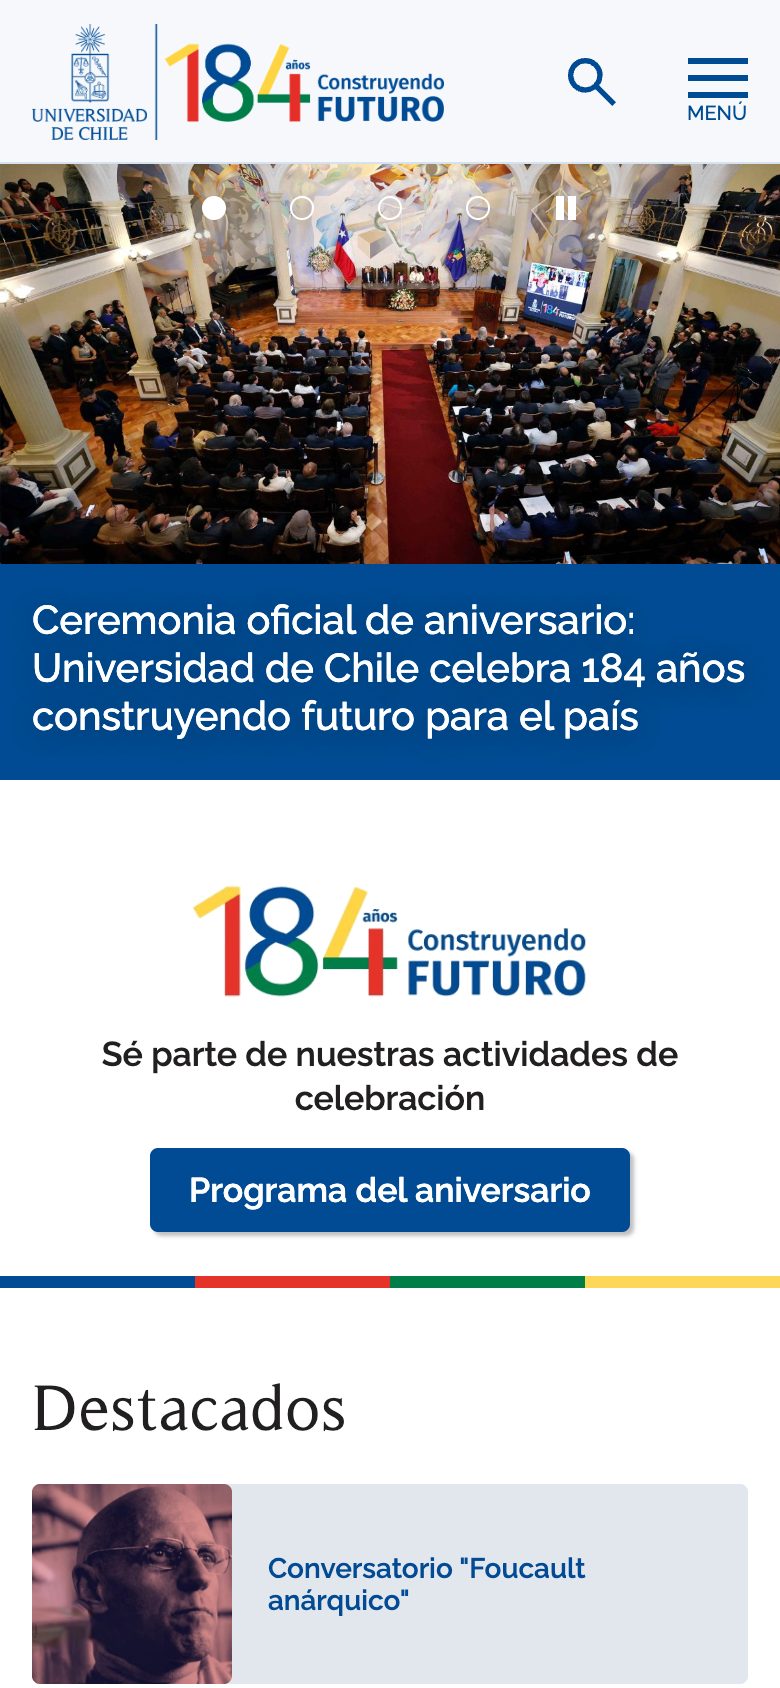 UNIVERSIDAD
DE CHILE
184 años
Construyendo
FUTURO
MENÚ
184
FUTURO
Ceremonia oficial de aniversario:
Universidad de Chile celebra 184 años
construyendo futuro para el país
184 años
Construyendo
FUTURO
Sé parte de nuestras actividades de
celebración
Programa del aniversario
Destacados
Conversatorio "Foucault
anárquico"